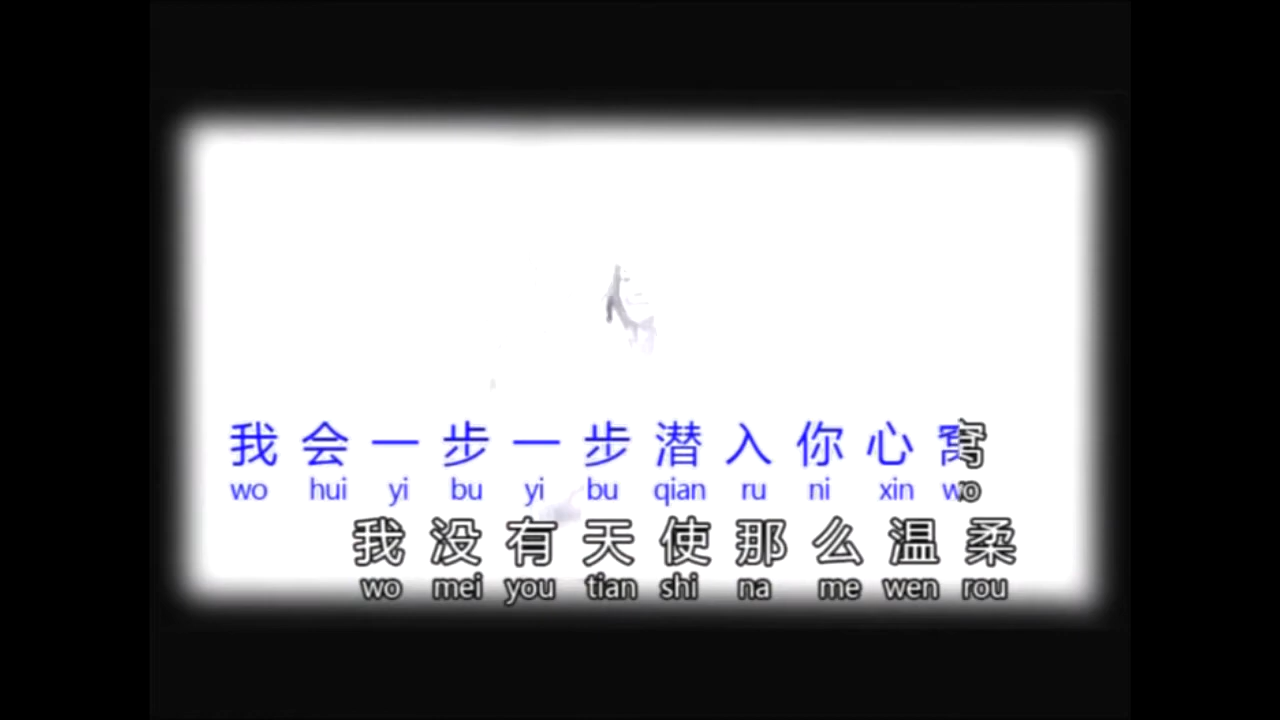 我会一步一步潜入你心窝
wo hui yi bu yi bu qian ru ni xin wo
我没有天使那么温柔
wo mei you tian shi na me wen rou